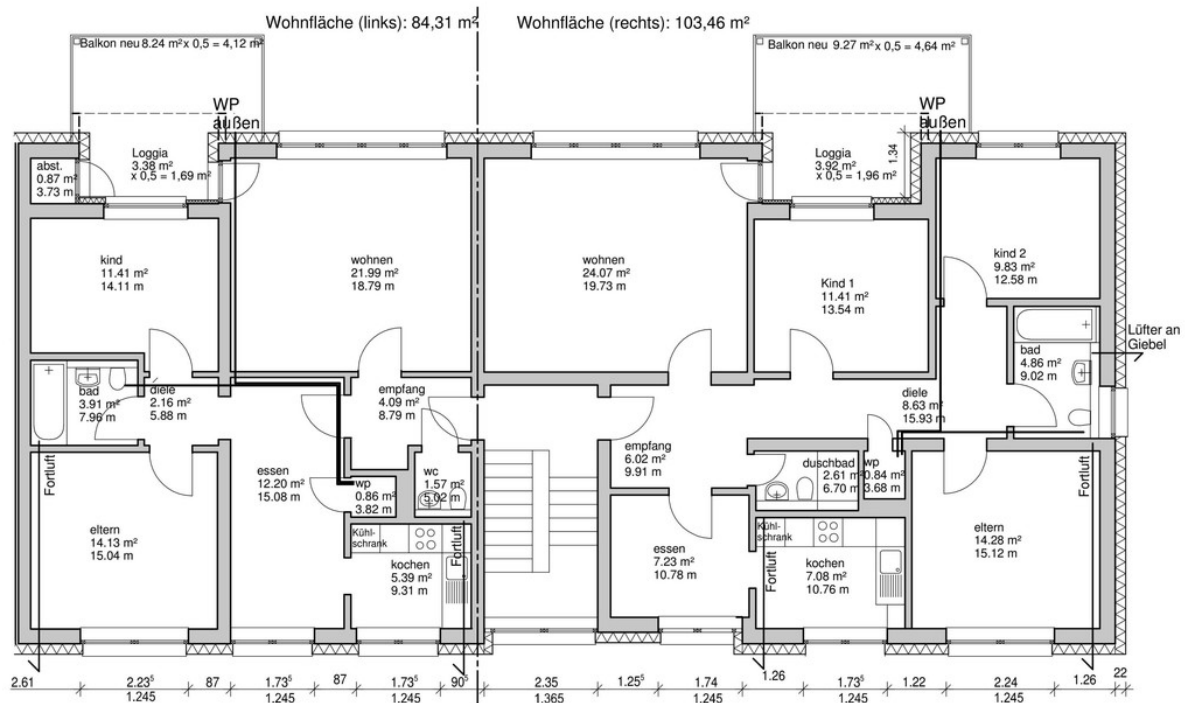 Wohnfläche (links): 84,31 m²
Wohnfläche (rechts): 103,46 m²
Balkon neu 8.24 m² x 0,5 = 4,12 m²
Balkon neu 9.27 m² x 0,5 = 4,64 m²
WP
außen
WP
außen
abst.
0.87 m²
3.73 m
Loggia
3.38 m²
x 0,5 = 1,69 m²
Loggia
3.92 m²
x 0,5 = 1,96 m²
1.34
kind
11.41 m²
14.11 m
wohnen
21.99 m²
18.79 m
wohnen
24.07 m²
19.73 m
Kind 1
11.41 m²
13.54 m
kind 2
9.83 m²
12.58 m
Lüfter an
Giebel
bad
3.91 m²
7.96 m
diele
2.16 m²
5.88 m
empfang
4.09 m²
8.79 m
bad
4.86 m²
9.02 m
diele
8.63 m²
15.93 m
empfang
6.02 m²
9.91 m
essen
12.20 m²
15.08 m
wp
0.86 m²
3.82 m
wc
1.57 m²
5.02 m
duschbad
2.61 m²
6.70 m
wp
0.84 m²
3.68 m
Fortluft
Fortluft
eltern
14.13 m²
15.04 m
Kühl-
schrank
kochen
5.39 m²
9.31 m
Fortluft
essen
7.23 m²
10.78 m
Kühl-
schrank
Fortluft
kochen
7.08 m²
10.76 m
eltern
14.28 m²
15.12 m
2.61 2.23⁵ 87 1.73⁵ 87 1.73⁵ 90⁵ 2.35 1.25⁵ 1.74 1.26 1.73⁵ 1.22 2.24 1.26 22
1.245 1.245 1.245 1.365 1.245 1.245 1.245